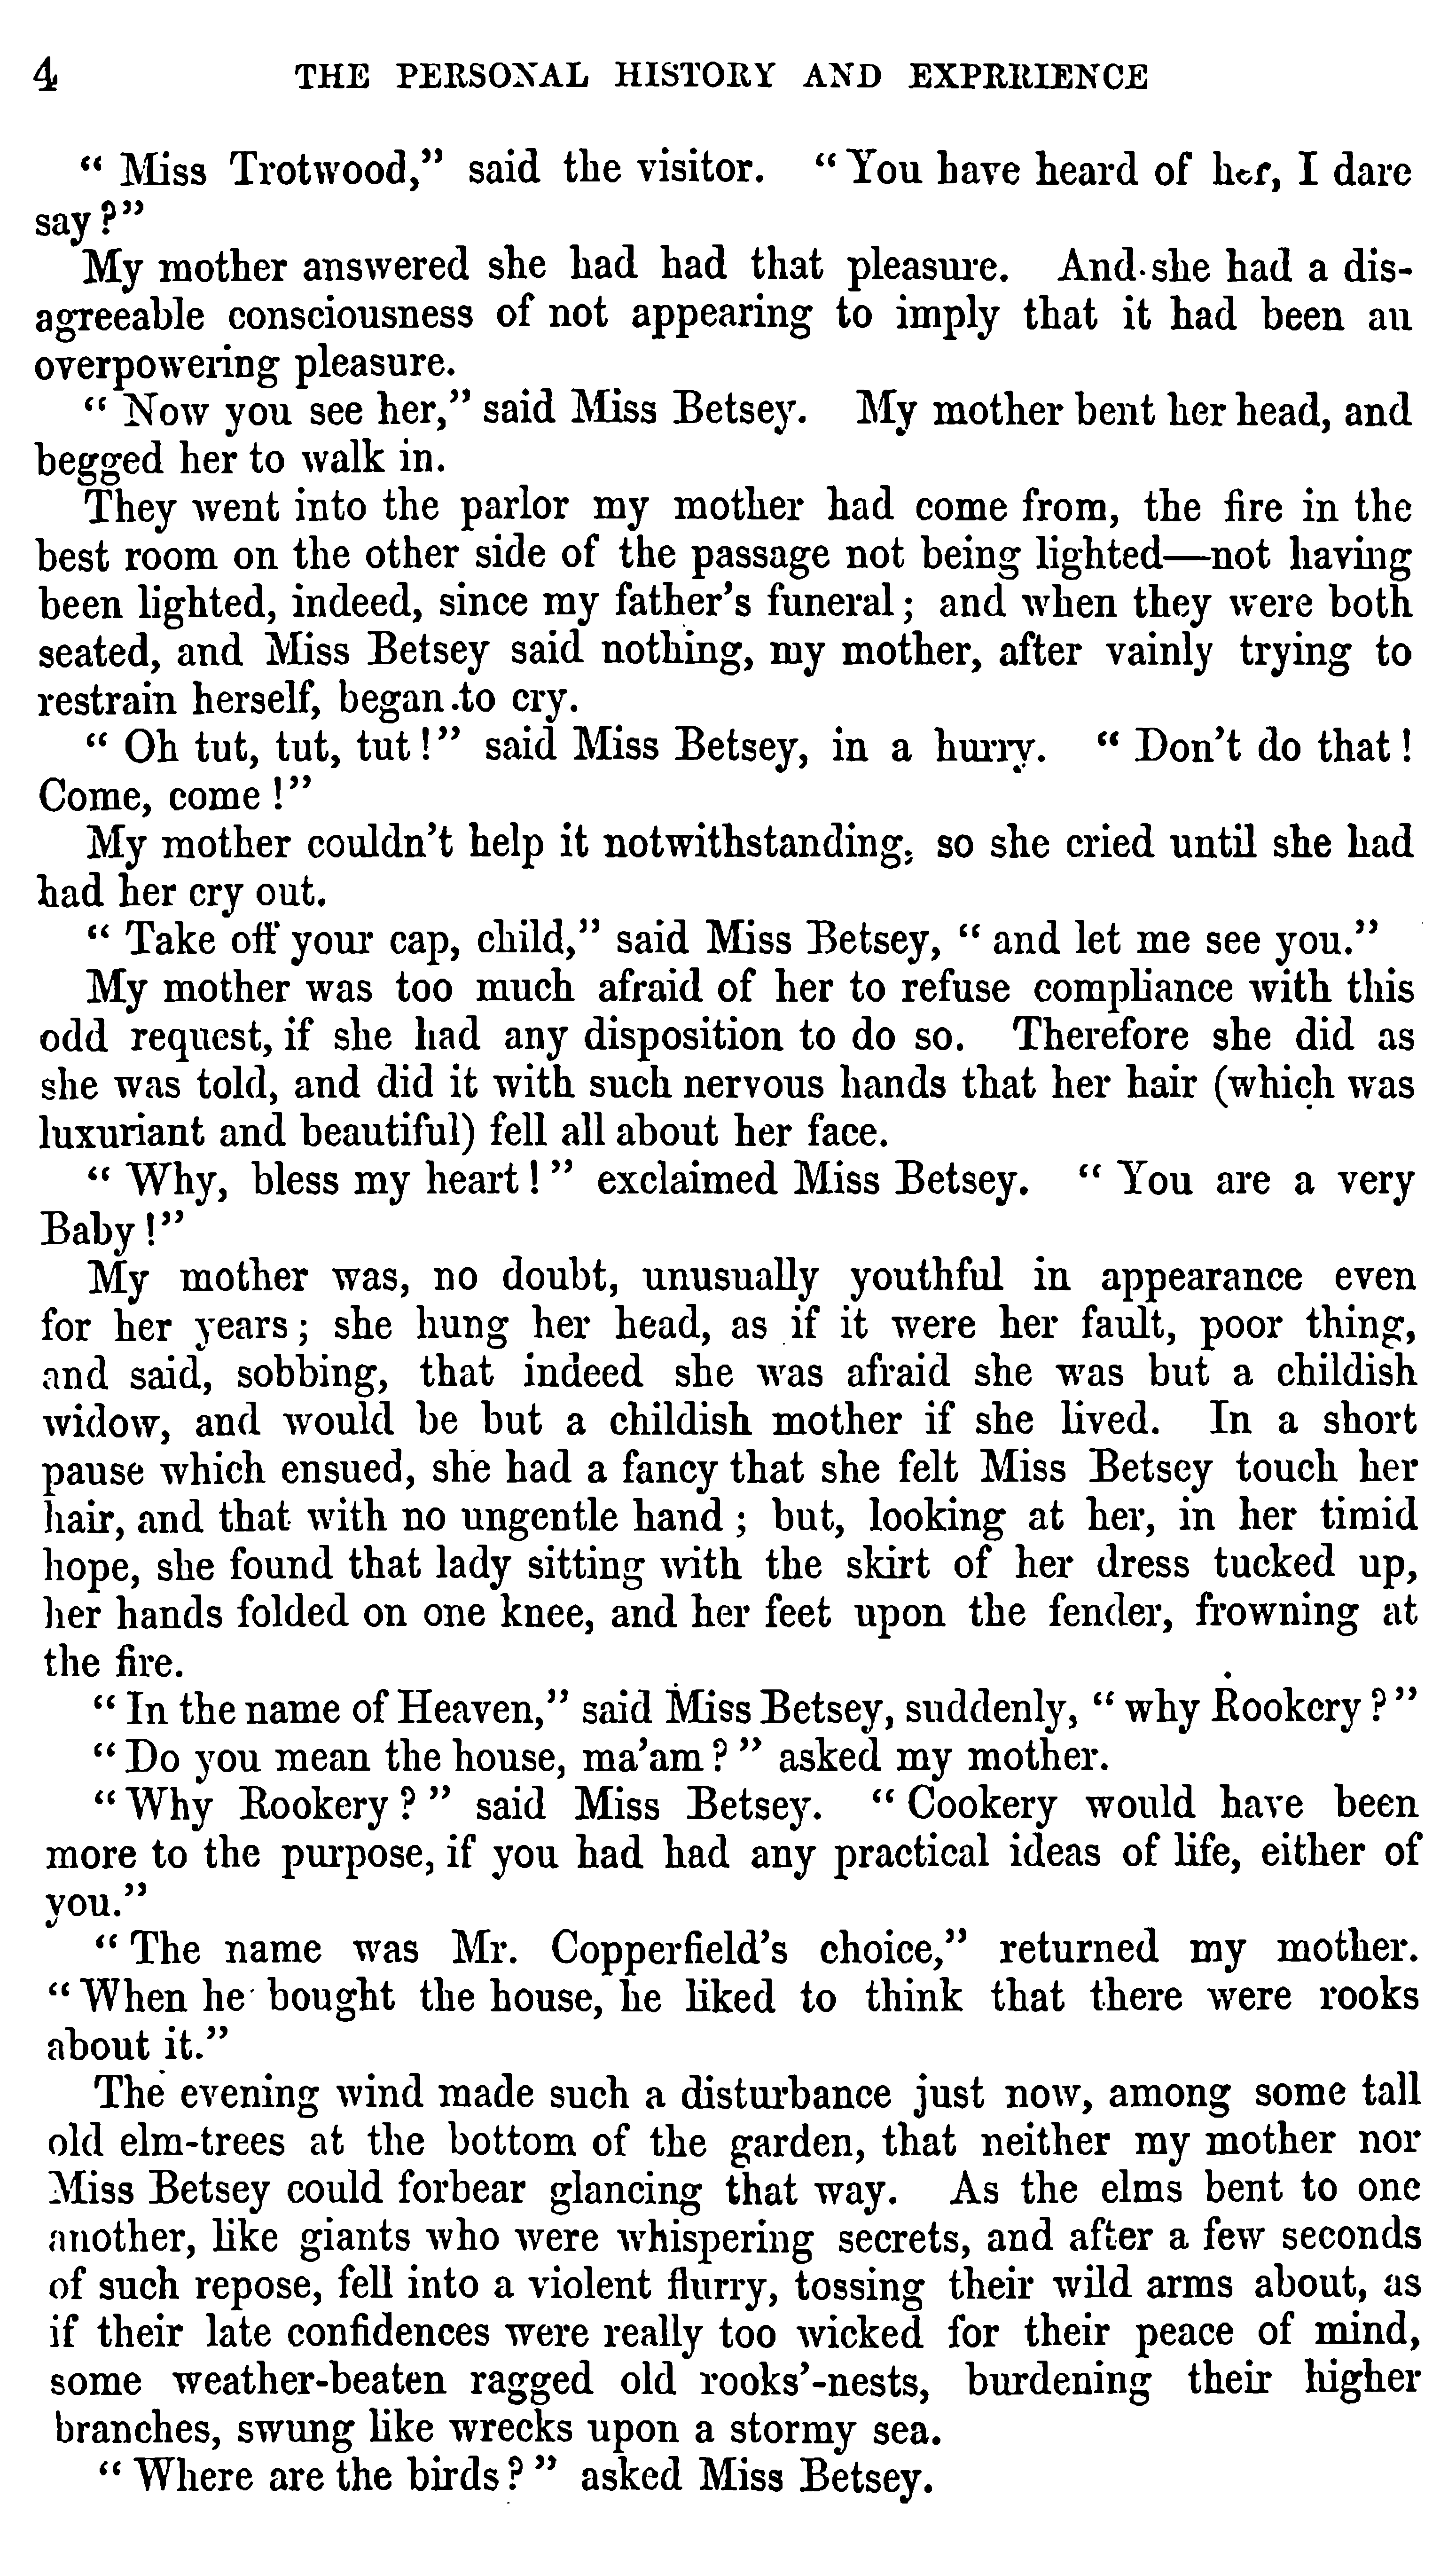 4 THE PERSONAL HISTORY AND EXPERIENCE
“ Miss Trotwood,” said the visitor. “ You have heard of her, I dare
say ?”
My mother answered she had had that pleasure. And she had a dis-
agreeable consciousness of not appearing to imply that it had been an
overpowering pleasure.
“ Now you see her,” said Miss Betsey. My mother bent her head, and
begged her to walk in.
They went into the parlor my mother had come from, the fire in the
best room on the other side of the passage not being lighted—not having
been lighted, indeed, since my father’s funeral ; and when they were both
seated, and Miss Betsey said nothing, my mother, after vainly trying to
restrain herself, began to cry.
“ Oh tut, tut, tut !” said Miss Betsey, in a hurry. “ Don’t do that !
Come, come !”
My mother couldn’t help it notwithstanding, so she cried until she had
had her cry out.
“ Take off your cap, child,” said Miss Betsey, “ and let me see you.”
My mother was too much afraid of her to refuse compliance with this
odd request, if she had any disposition to do so. Therefore she did as
she was told, and did it with such nervous hands that her hair (which was
luxuriant and beautiful) fell all about her face.
“ Why, bless my heart ! ” exclaimed Miss Betsey. “ You are a very
Baby !”
My mother was, no doubt, unusually youthful in appearance even
for her years ; she hung her head, as if it were her fault, poor thing,
and said, sobbing, that indeed she was afraid she was but a childish
widow, and would be but a childish mother if she lived. In a short
pause which ensued, she had a fancy that she felt Miss Betsey touch her
hair, and that with no ungentle hand ; but, looking at her, in her timid
hope, she found that lady sitting with the skirt of her dress tucked up,
her hands folded on one knee, and her feet upon the fender, frowning at
the fire.
“ In the name of Heaven,” said Miss Betsey, suddenly, “ why Rookery ? ”
“ Do you mean the house, ma’am ? ” asked my mother.
“ Why Rookery ? ” said Miss Betsey. “ Cookery would have been
more to the purpose, if you had had any practical ideas of life, either of
you.”
“ The name was Mr. Copperfield’s choice,” returned my mother.
“ When he bought the house, he liked to think that there were rooks
about it.”
The evening wind made such a disturbance just now, among some tall
old elm-trees at the bottom of the garden, that neither my mother nor
Miss Betsey could forbear glancing that way. As the elms bent to one
another, like giants who were whispering secrets, and after a few seconds
of such repose, fell into a violent flurry, tossing their wild arms about, as
if their late confidences were really too wicked for their peace of mind,
some weather-beaten ragged old rooks’-nests, burdening their higher
branches, swung like wrecks upon a stormy sea.
“ Where are the birds ? ” asked Miss Betsey.